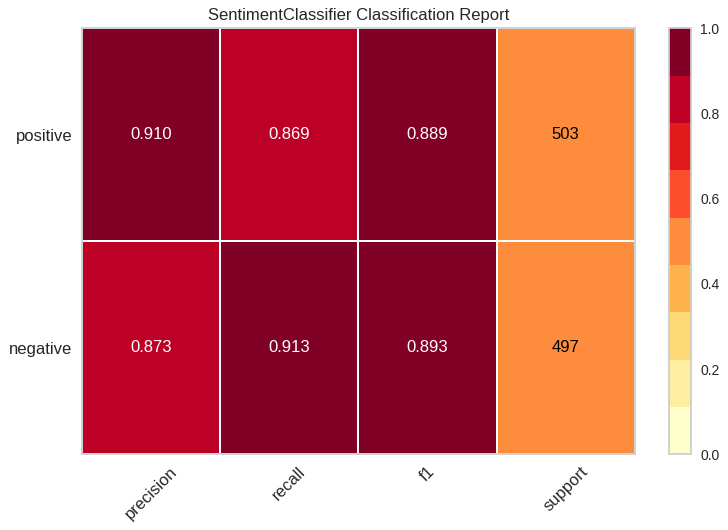 SentimentClassifier Classification Report
positive 0.910 0.869 0.889 503
negative 0.873 0.913 0.893 497
precision recall f1 support
1.0
0.8
0.6
0.4
0.2
0.0